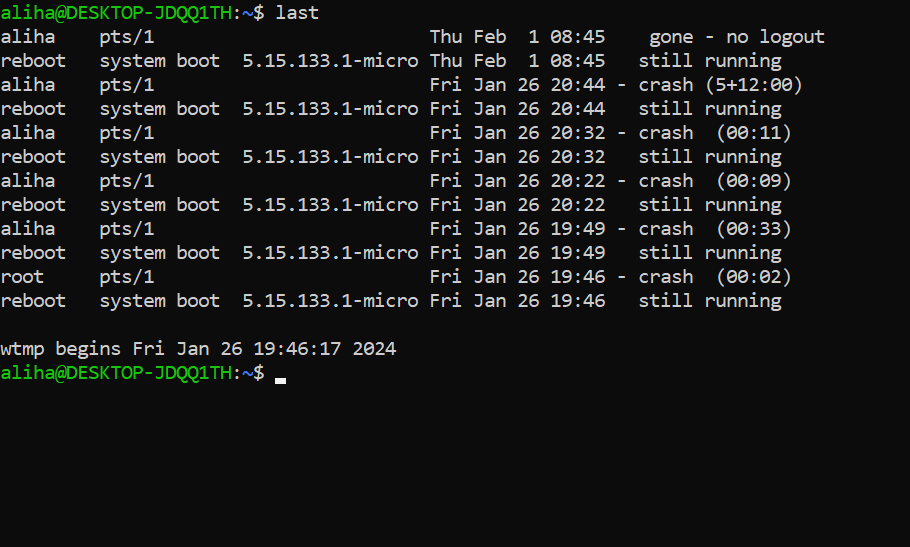 aliha@DESKTOP-JDQQ1TH:~$ last
aliha    pts/1                         Thu Feb  1 08:45    gone - no logout
reboot   system boot  5.15.133.1-micro Thu Feb  1 08:45   still running
aliha    pts/1                         Fri Jan 26 20:44 - crash (5+12:00)
reboot   system boot  5.15.133.1-micro Fri Jan 26 20:44   still running
aliha    pts/1                         Fri Jan 26 20:32 - crash  (00:11)
reboot   system boot  5.15.133.1-micro Fri Jan 26 20:32   still running
aliha    pts/1                         Fri Jan 26 20:22 - crash  (00:09)
reboot   system boot  5.15.133.1-micro Fri Jan 26 20:22   still running
aliha    pts/1                         Fri Jan 26 19:49 - crash  (00:33)
reboot   system boot  5.15.133.1-micro Fri Jan 26 19:49   still running
root     pts/1                         Fri Jan 26 19:46 - crash  (00:02)
reboot   system boot  5.15.133.1-micro Fri Jan 26 19:46   still running

wtmp begins Fri Jan 26 19:46:17 2024
aliha@DESKTOP-JDQQ1TH:~$